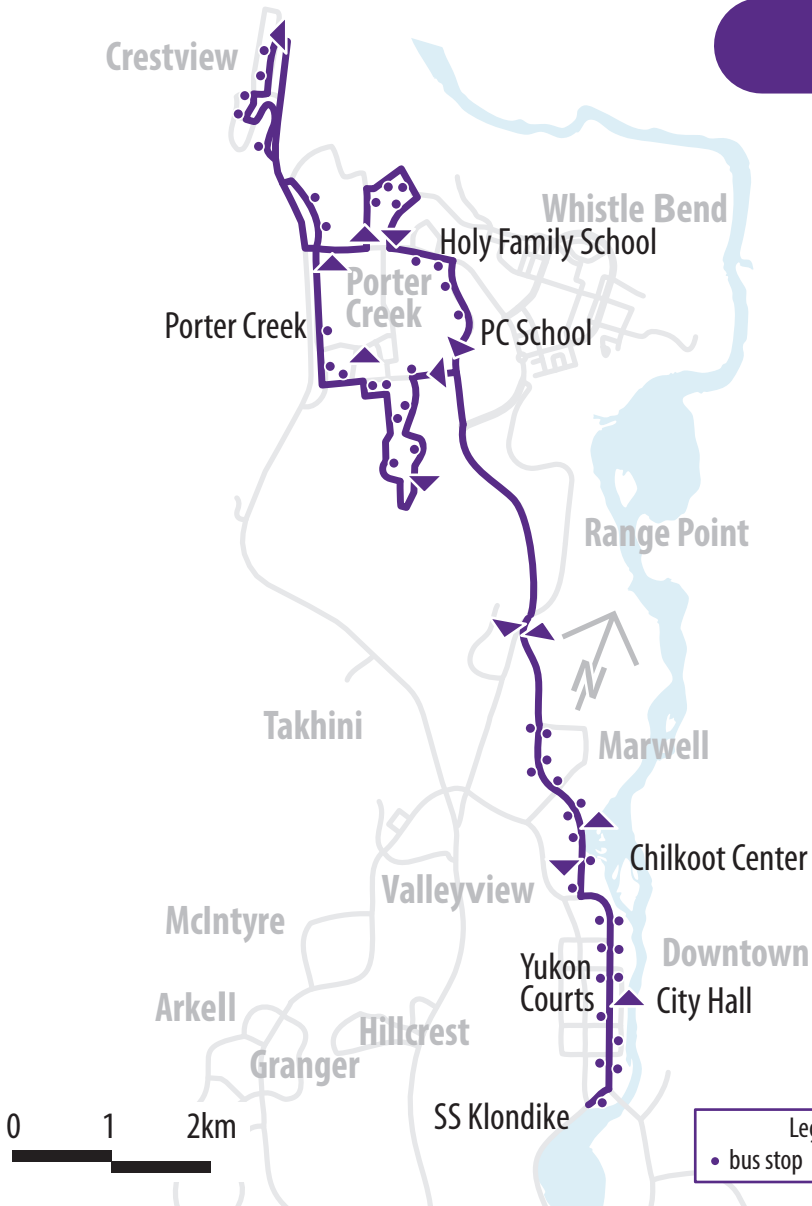 Crestview
Whistle Bend
Holy Family School
Porter
Creek
Porter Creek
PC School
Range Point
N
Takhini
Marwell
Chilkoot Center
Valleyview
McIntyre
Downtown
Yukon
Courts
City Hall
Arkell
Hillcrest
Granger
SS Klondike
0 1 2km
Leg
bus stop